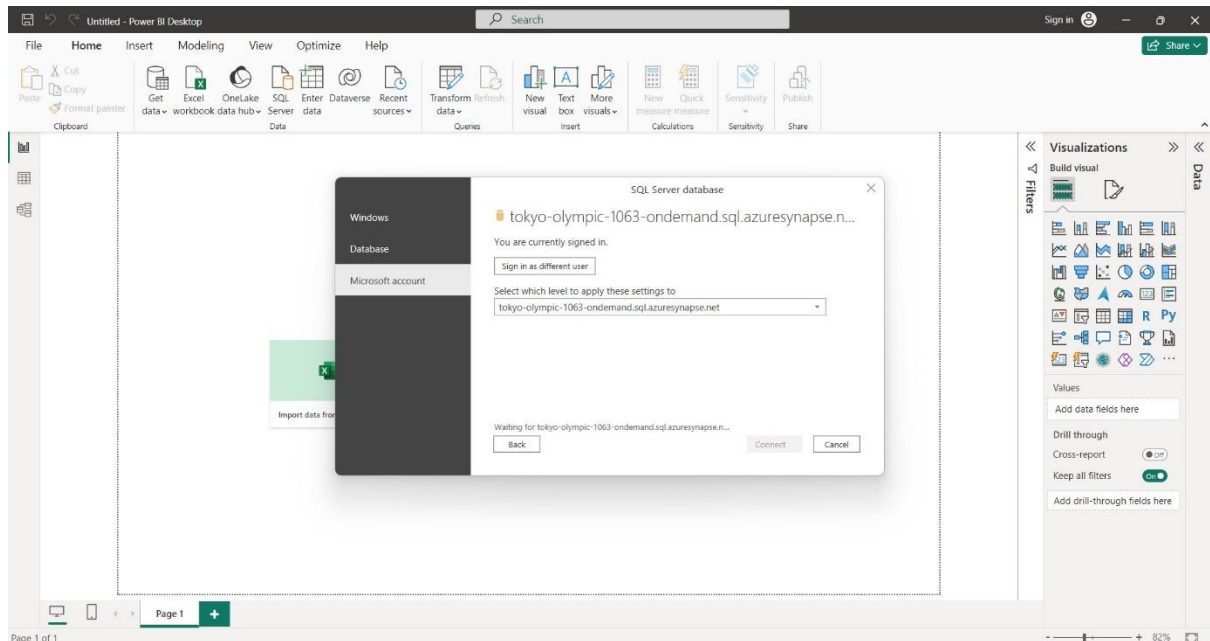 Untitled - Power BI Desktop
Search
Sign in
File Home Insert Modeling View Optimize Help
Share
Paste
Cut
Copy
Format painter
Get data
Excel workbook
OneLake data hub
SQL Server
Enter data
Dataverse
Recent sources
Transform data
Refresh
New visual
Text box
More visuals
New measure
Quick measure
Sensitivity
Publish
Clipboard
Data
Queries
Insert
Calculations
Sensitivity
Share
SQL Server database
Windows
Database
Microsoft account
tokyo-olympic-1063-ondemand.sql.azuresynapse.n...
You are currently signed in.
Sign in as different user
Select which level to apply these settings to
tokyo-olympic-1063-ondemand.sql.azuresynapse.net
Waiting for tokyo-olympic-1063-ondemand.sql.azuresynapse.n...
Back
Connect
Cancel
Import data fro
Filters
Visualizations
Build visual
R Py
123
Values
Add data fields here
Drill through
Cross-report
Off
Keep all filters
On
Add drill-through fields here
Data
Page 1
Page 1 of 1
82%